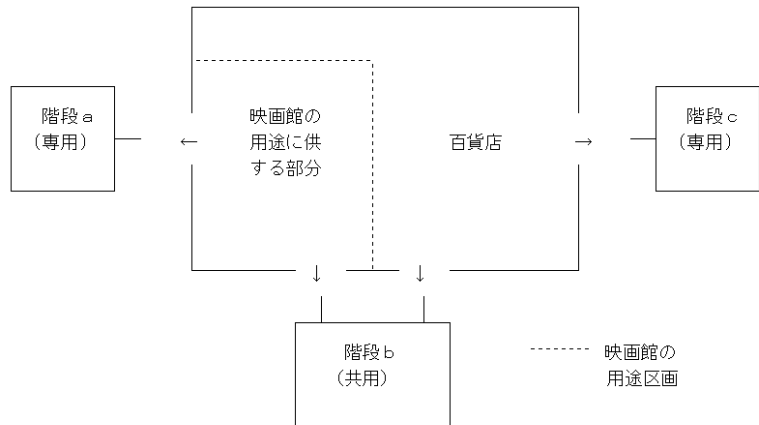 階段ａ
（専用）
←
映画館の
用途に供
する部分
百貨店
→
階段ｃ
（専用）
↓
↓
階段ｂ
（共用）
映画館の
用途区画